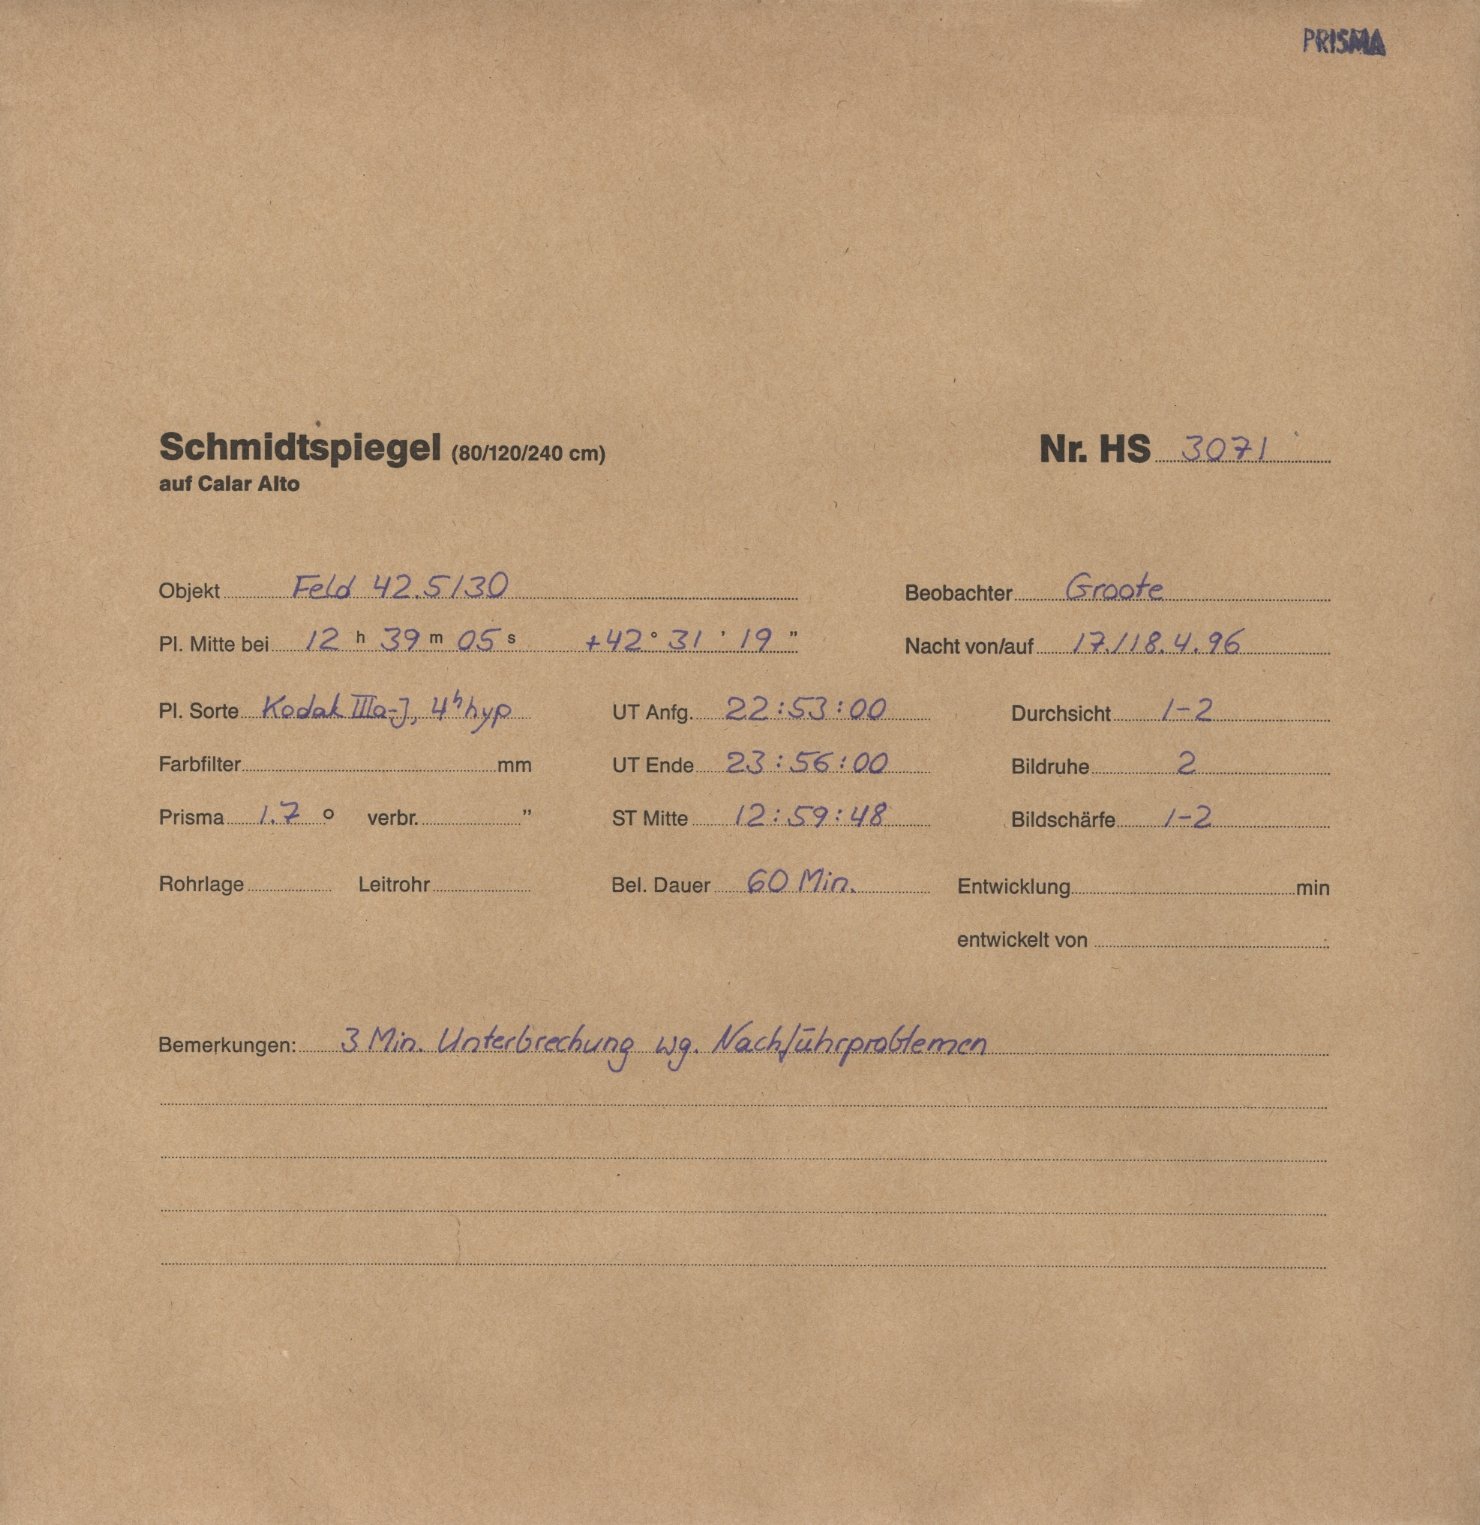 PRISMA
Schmidtspiegel (80/120/240 cm) Nr. HS 3071
auf Calar Alto
Objekt Feld 42.5/30 Beobachter Groote
Pl. Mitte bei 12 h 39 m 05 s +42 ° 31 ' 19 " Nacht von/auf 17./18.4.96
Pl. Sorte Kodak IIIa-J, 4h hyp UT Anfg. 22:53:00 Durchsicht 1-2
Farbfilter mm UT Ende 23:56:00 Bildruhe 2
Prisma 1.7 ° verbr. " ST Mitte 12:59:48 Bildschärfe 1-2
Rohrlage Leitrohr Bel. Dauer 60 Min. Entwicklung min
entwickelt von
Bemerkungen: 3 Min. Unterbrechung wg. Nachführproblemen